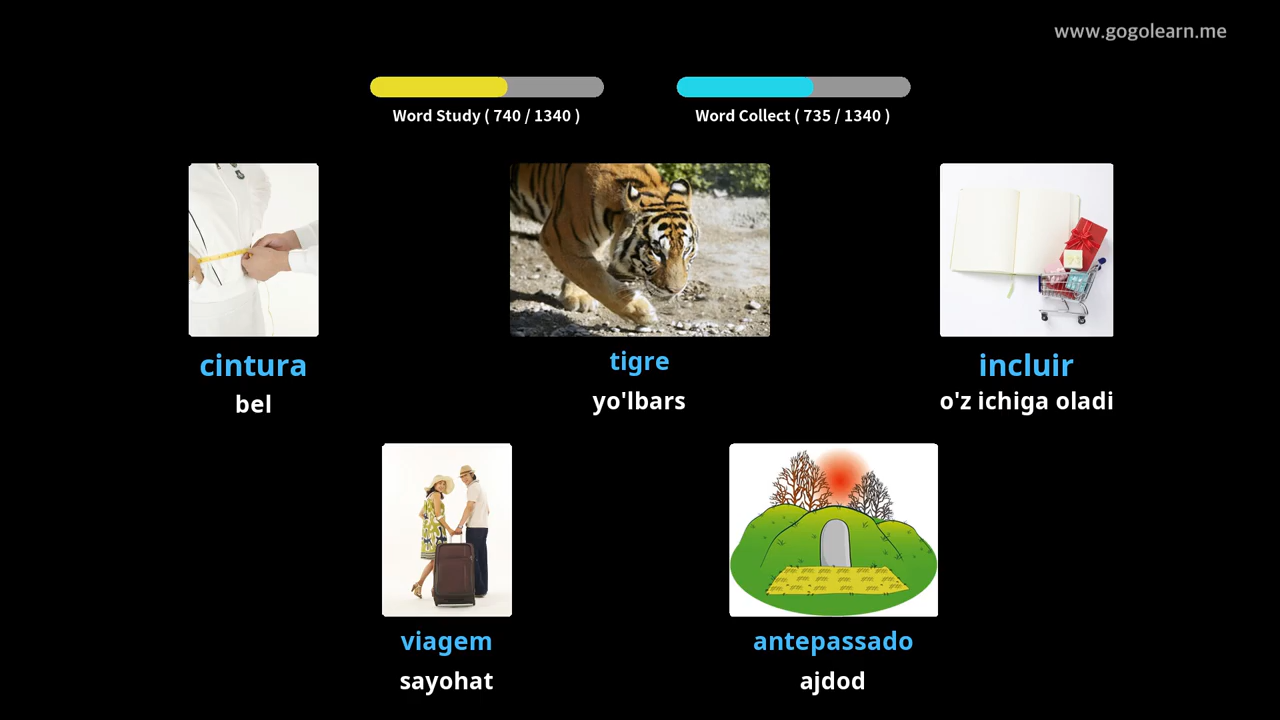 www.gogolearn.me
Word Study ( 740 / 1340 )
Word Collect ( 735 / 1340 )
cintura
bel
tigre
yo'lbars
incluir
o'z ichiga oladi
viagem
sayohat
antepassado
ajdod